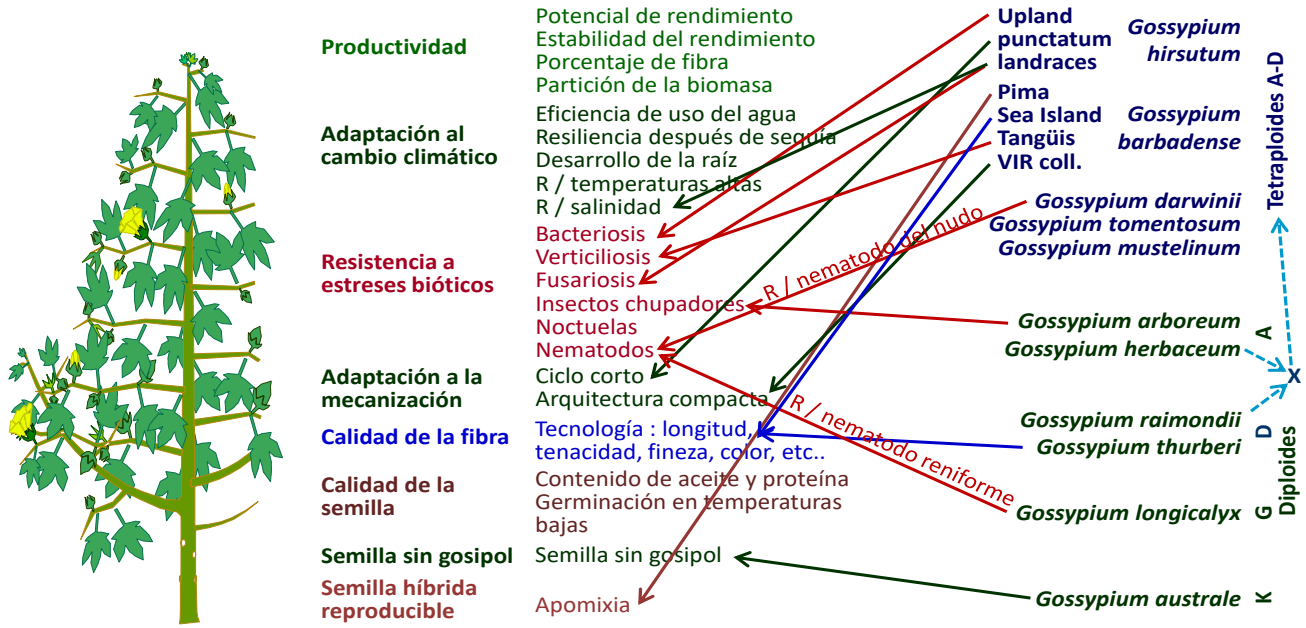 Productividad
Potencial de rendimiento
Estabilidad del rendimiento
Porcentaje de fibra
Partición de la biomasa
Adaptación al
cambio climático
Eficiencia de uso del agua
Resiliencia después de sequía
Desarrollo de la raíz
R / temperaturas altas
R / salinidad
Resistencia a
estreses bióticos
Bacteriosis
Verticiliosis
Fusariosis
Insectos chupadores
Noctuelas
Nematodos
Adaptación a la
mecanización
Ciclo corto
Arquitectura compacta
Calidad de la fibra
Tecnología : longitud,
tenacidad, fineza, color, etc..
Calidad de la
semilla
Contenido de aceite y proteína
Germinación en temperaturas
bajas
Semilla sin gosipol
Semilla sin gosipol
Semilla híbrida
reproducible
Apomixia
R / nematodo del nudo
R / nematodo reniforme
Upland
punctatum
landraces
Gossypium
hirsutum
Pima
Sea Island
Tangüis
VIR coll.
Gossypium
barbadense
Gossypium darwinii
Gossypium tomentosum
Gossypium mustelinum
Tetraploides A-D
Gossypium arboreum
Gossypium herbaceum
A
X
Gossypium raimondii
Gossypium thurberi
D
Diploides
Gossypium longicalyx
G
Gossypium australe
K